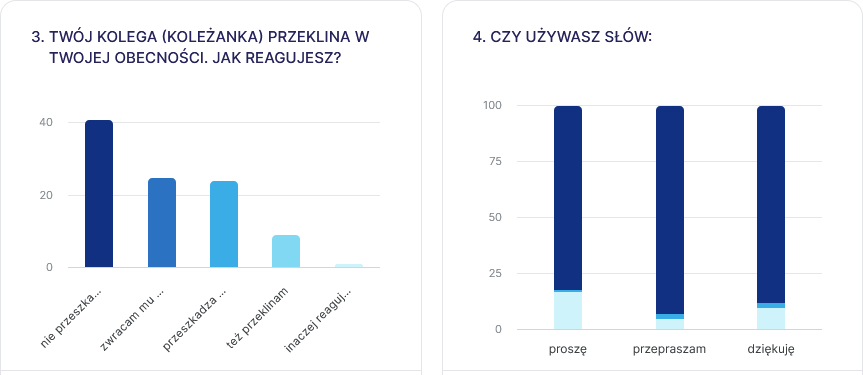 3. TWÓJ KOLEGA (KOLEŻANKA) PRZEKLINA W
TWOJEJ OBECNOŚCI. JAK REAGUJESZ?
40
20
0
nie przeszka...
zwracam mu ...
przeszkadza ...
też przeklinam
inaczej reaguj...
4. CZY UŻYWASZ SŁÓW:
100
75
50
25
0
proszę
przepraszam
dziękuję